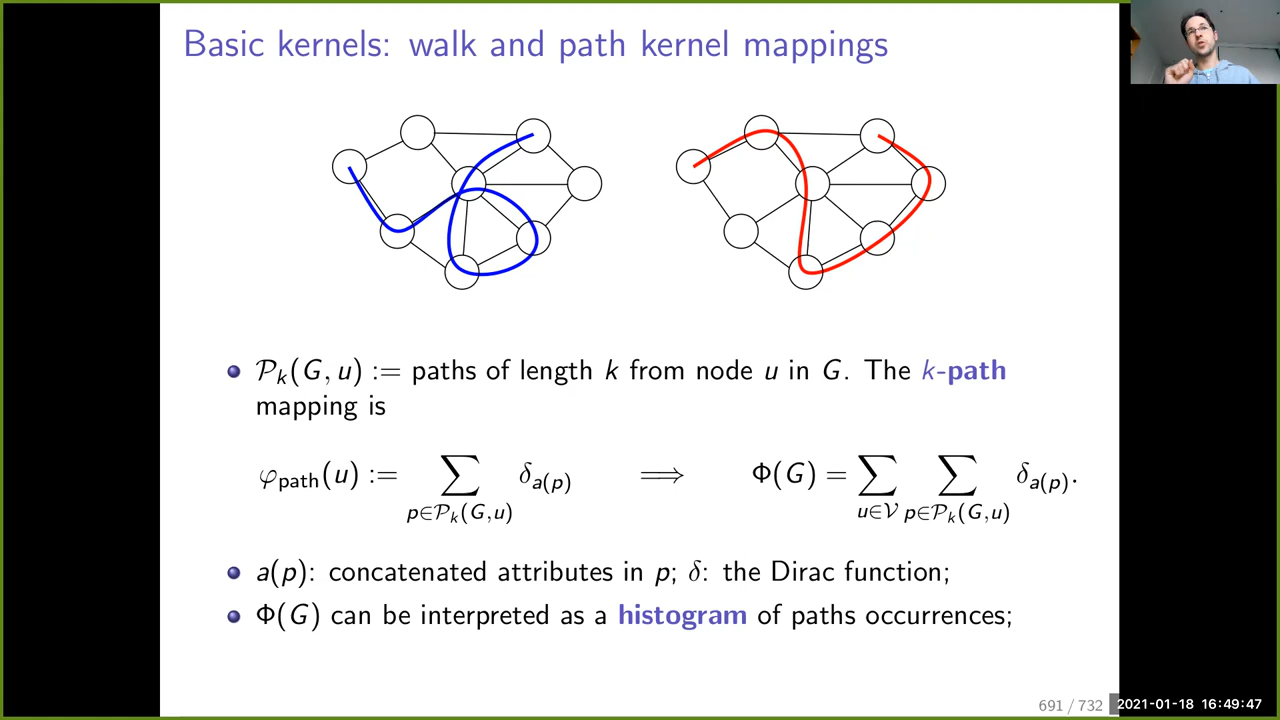 Basic kernels: walk and path kernel mappings
𝒫ₖ(G, u) := paths of length k from node u in G. The k-path
mapping is
φ_path(u) := ∑_{p∈𝒫ₖ(G,u)} δ_{a(p)} ⟹ Φ(G) = ∑_{u∈𝒱} ∑_{p∈𝒫ₖ(G,u)} δ_{a(p)}.
a(p): concatenated attributes in p; δ: the Dirac function;
Φ(G) can be interpreted as a histogram of paths occurrences;
691 / 732
2021-01-18 16:49:47